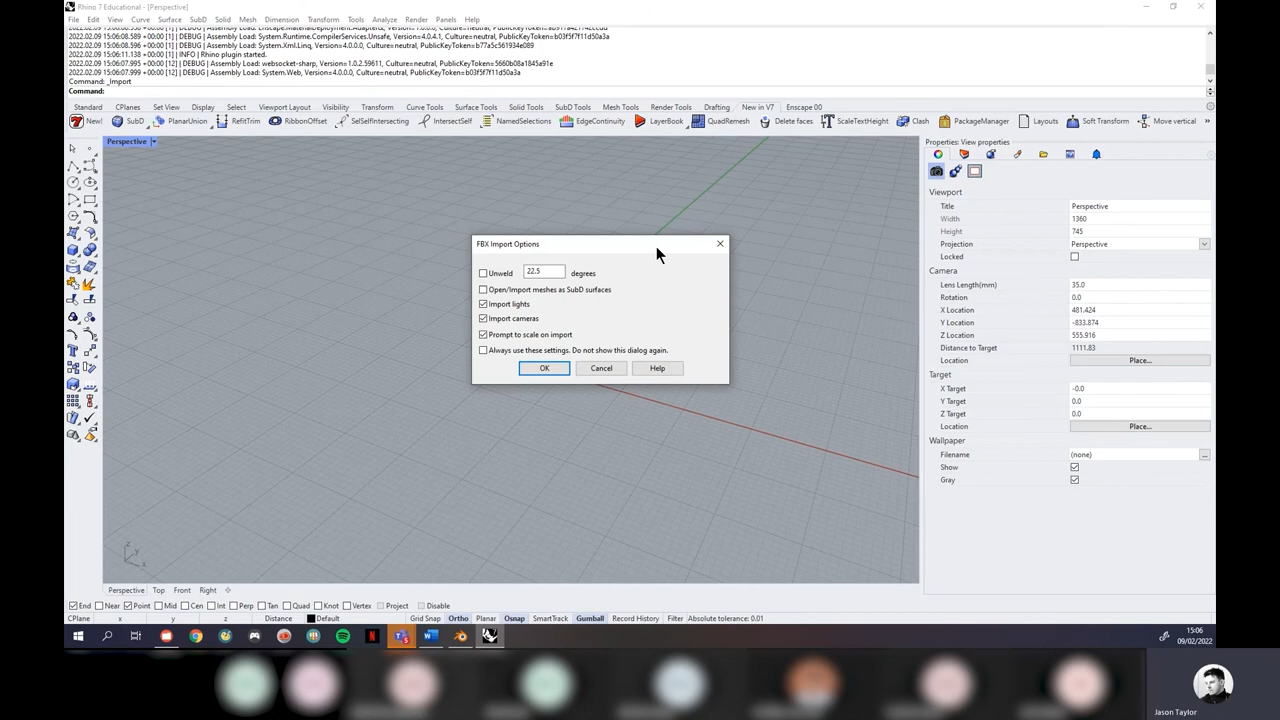 Rhino 7 Educational - [Perspective]
File Edit View Curve Surface SubD Solid Mesh Dimension Transform Tools Analyze Render Panels Help
2022.02.09 15:06:08.589 +00:00 [1] | DEBUG | Assembly Load: System.Runtime.CompilerServices.Unsafe, Version=4.0.4.1, Culture=neutral, PublicKeyToken=b03f5f7f11d50a3a
2022.02.09 15:06:08.596 +00:00 [1] | DEBUG | Assembly Load: System.Xml.Linq, Version=4.0.0.0, Culture=neutral, PublicKeyToken=b77a5c561934e089
2022.02.09 15:06:11.138 +00:00 [1] | INFO | Rhino plugin started.
2022.02.09 15:06:07.995 +00:00 [12] | DEBUG | Assembly Load: websocket-sharp, Version=1.0.2.59611, Culture=neutral, PublicKeyToken=5660b08a1845a91e
2022.02.09 15:06:07.999 +00:00 [12] | DEBUG | Assembly Load: System.Web, Version=4.0.0.0, Culture=neutral, PublicKeyToken=b03f5f7f11d50a3a
Command: _Import
Command:
Standard CPlanes Set View Display Select Viewport Layout Visibility Transform Curve Tools Surface Tools Solid Tools SubD Tools Mesh Tools Render Tools Drafting New in V7 Enscape 00
New! SubD PlanarUnion RefitTrim RibbonOffset SelSelfIntersecting IntersectSelf NamedSelections EdgeContinuity LayerBook QuadRemesh Delete faces ScaleTextHeight Clash PackageManager Layouts Soft Transform Move vertical »
Perspective
Properties: View properties
Viewport
Title Perspective
Width 1360
Height 745
Projection Perspective
Locked
Camera
Lens Length(mm) 35.0
Rotation 0.0
X Location 481.424
Y Location -833.874
Z Location 555.916
Distance to Target 1111.83
Location Place...
Target
X Target -0.0
Y Target 0.0
Z Target 0.0
Location Place...
Wallpaper
Filename (none) ...
Show
Gray
FBX Import Options
Unweld 22.5 degrees
Open/Import meshes as SubD surfaces
Import lights
Import cameras
Prompt to scale on import
Always use these settings. Do not show this dialog again.
OK Cancel Help
z
y
x
Perspective Top Front Right
End Near Point Mid Cen Int Perp Tan Quad Knot Vertex Project Disable
CPlane x y z Distance Default Grid Snap Ortho Planar Osnap SmartTrack Gumball Record History Filter Absolute tolerance: 0.01
15:06
09/02/2022
Jason Taylor